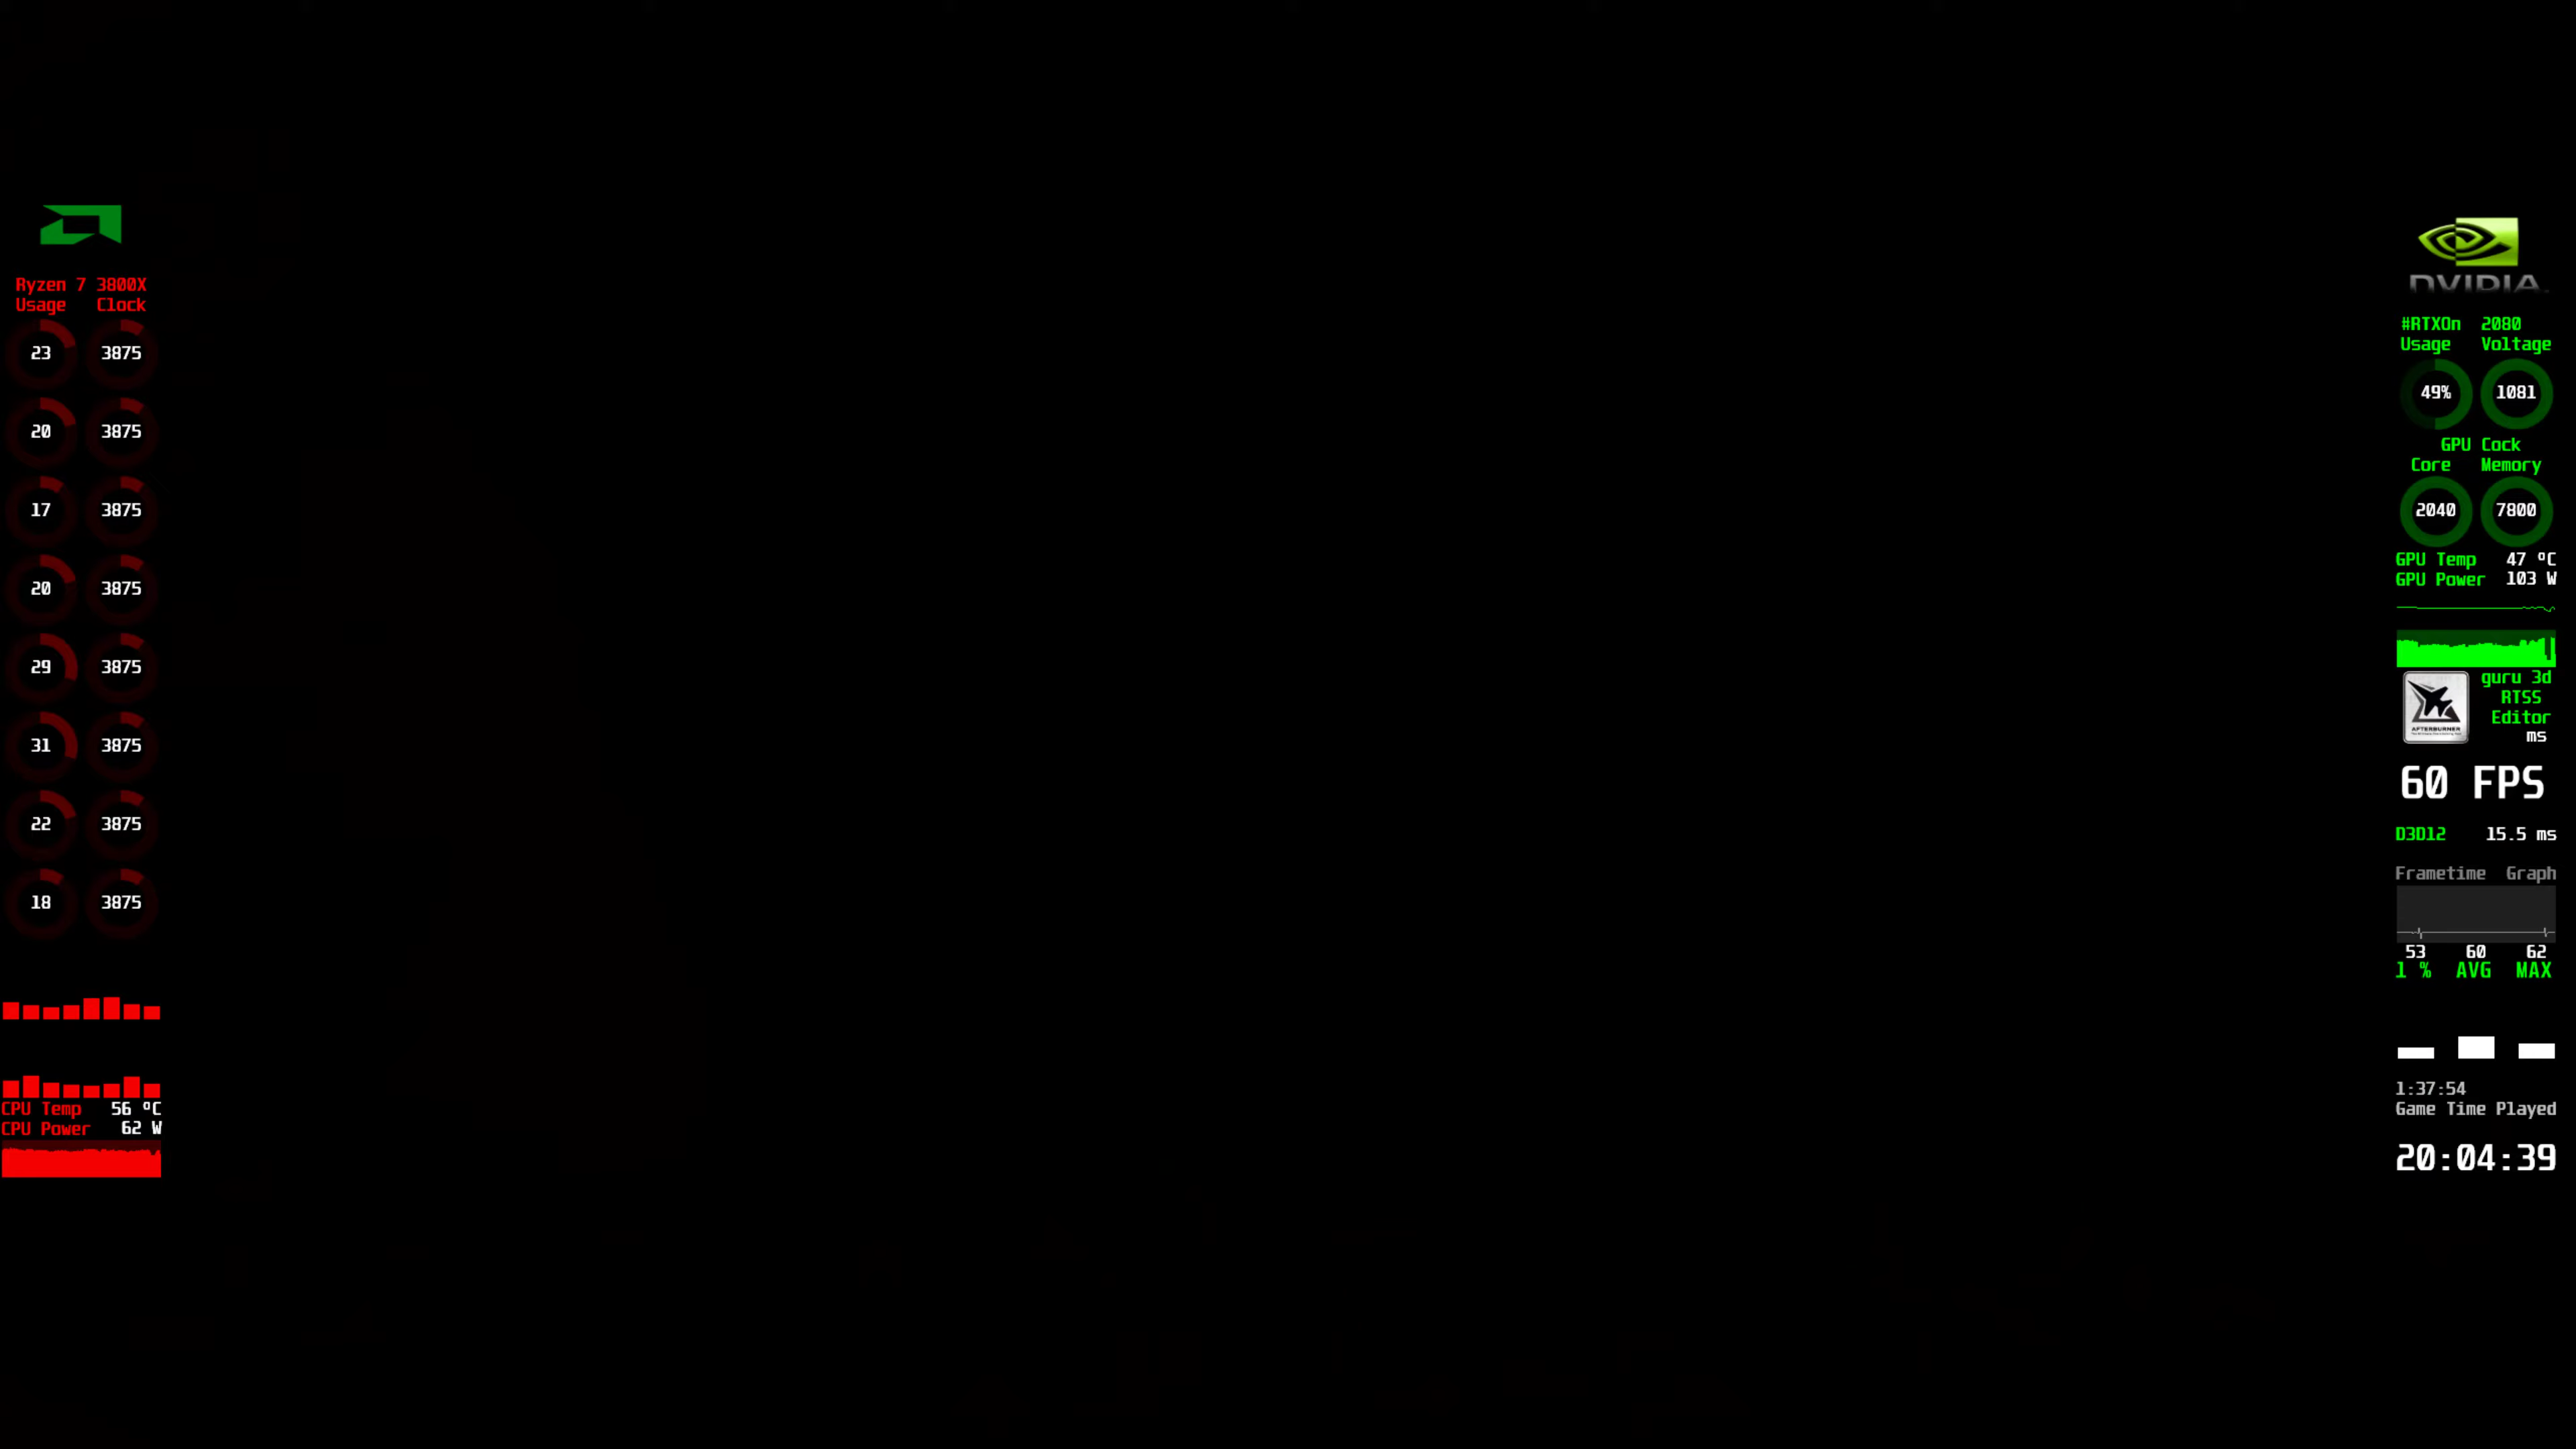 Ryzen 7 3800X
Usage Clock
23 3875
20 3875
17 3875
20 3875
29 3875
31 3875
22 3875
18 3875
CPU Temp 56 ºC
CPU Power 62 W
NVIDIA
#RTXOn 2080
Usage Voltage
49% 1081
GPU Cock
Core Memory
2040 7800
GPU Temp 47 ºC
GPU Power 103 W
guru 3d
RTSS
Editor
ms
AFTERBURNER
60 FPS
D3D12 15.5 ms
Frametime Graph
53 60 62
1 % AVG MAX
1:37:54
Game Time Played
20:04:39